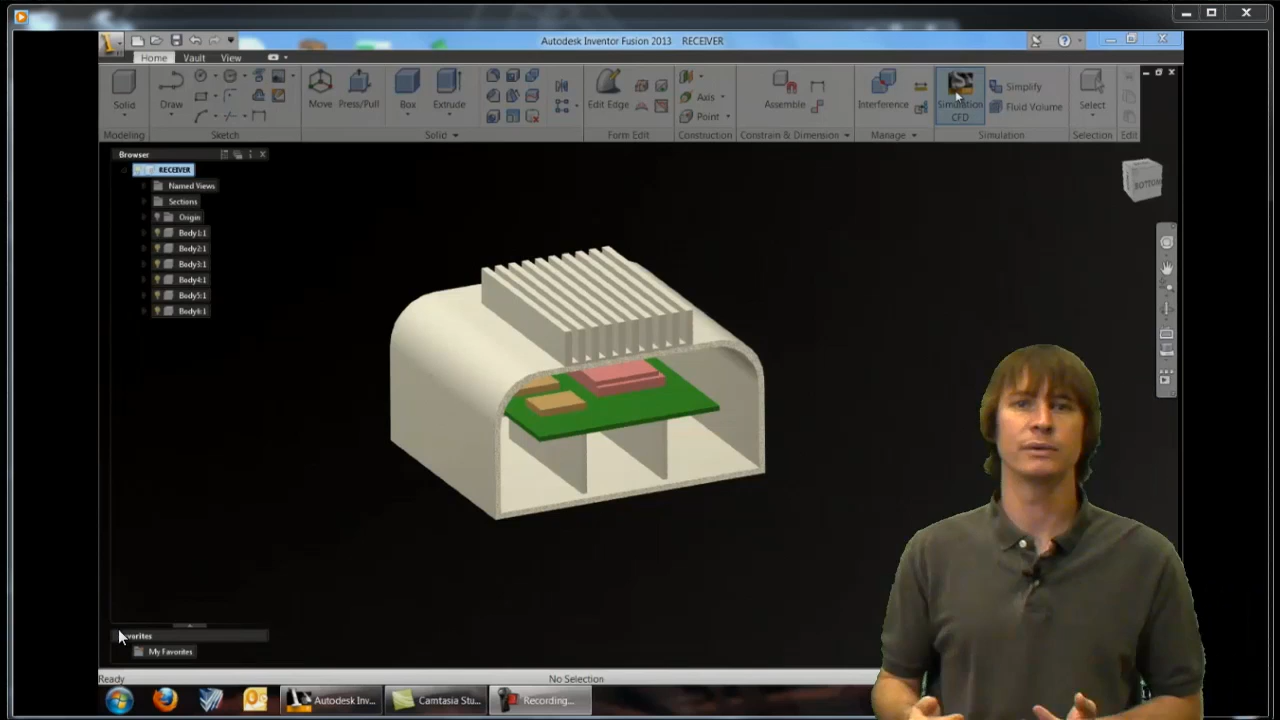 Autodesk Inventor Fusion 2013 RECEIVER
Home Vault View
Solid
Draw
Move
Press/Pull
Box
Extrude
Edit Edge
Axis
Point
Assemble
Interference
Simulation
CFD
Simplify
Fluid Volume
Select
Modeling
Sketch
Solid
Form Edit
Construction
Constrain & Dimension
Manage
Simulation
Selection
Edit
Browser
RECEIVER
Named Views
Sections
Origin
Body1:1
Body2:1
Body3:1
Body4:1
Body5:1
Body6:1
BOTTOM
vorites
My Favorites
Ready
No Selection
Autodesk Inv...
Camtasia Stu...
Recording...